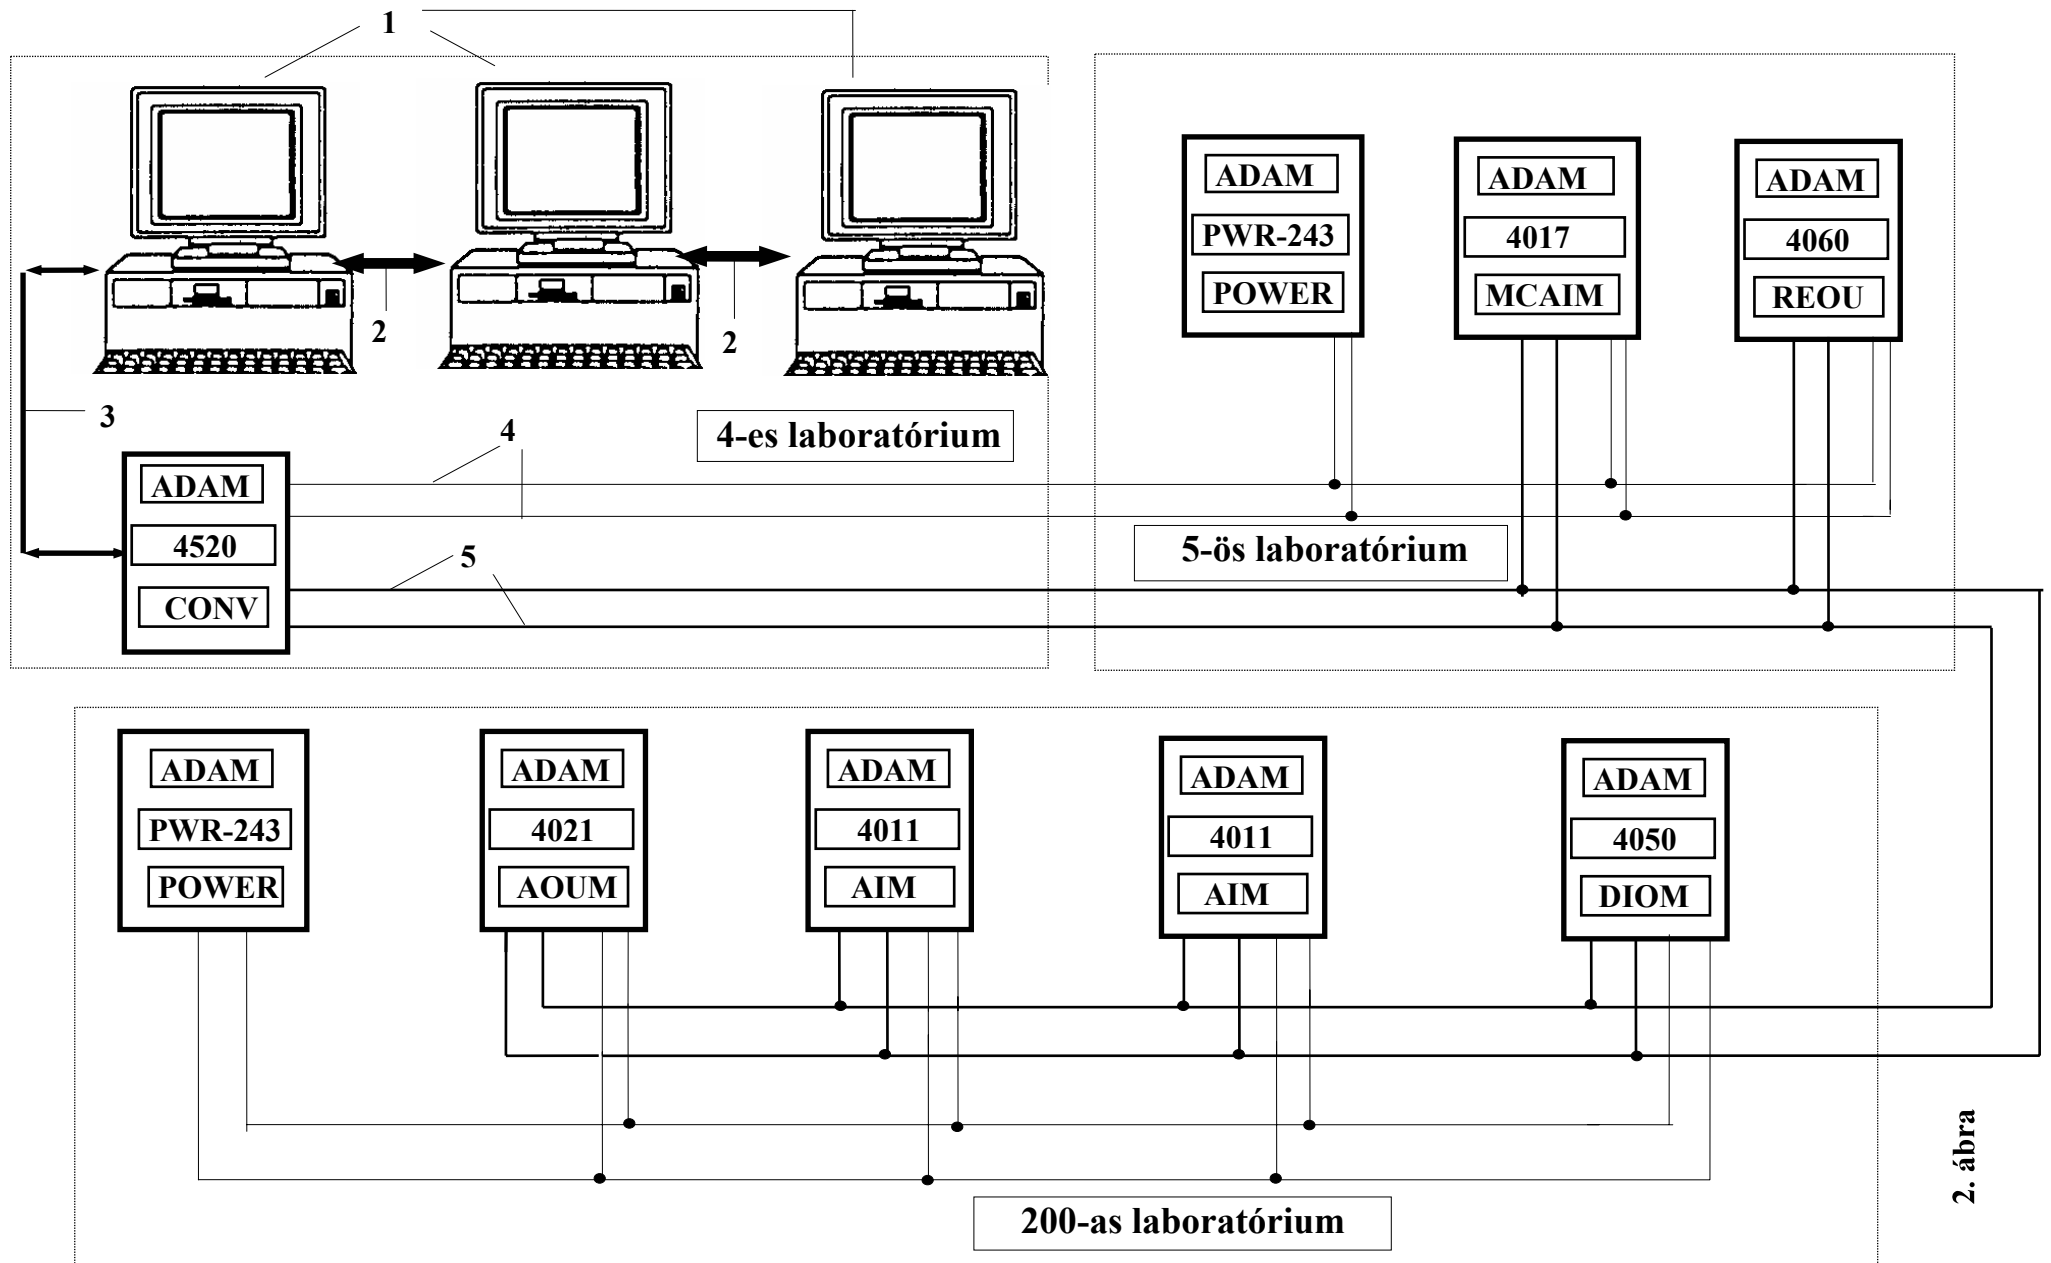 1
2
2
3
4-es laboratórium
4
5
ADAM
4520
CONV
ADAM
PWR-243
POWER
ADAM
4017
MCAIM
ADAM
4060
REOU
5-ös laboratórium
ADAM
PWR-243
POWER
ADAM
4021
AOUM
ADAM
4011
AIM
ADAM
4011
AIM
ADAM
4050
DIOM
200-as laboratórium
2. ábra